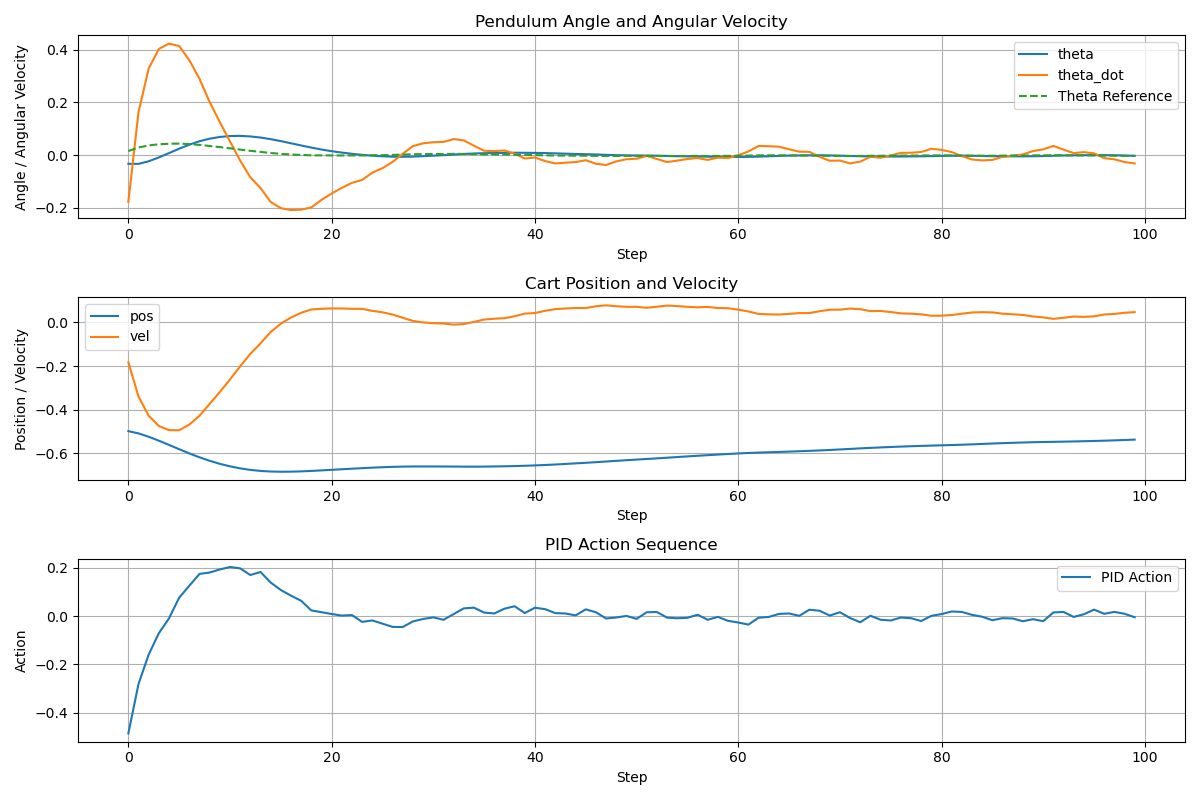 Pendulum Angle and Angular Velocity
Angle / Angular Velocity
0.4
0.2
0.0
−0.2
theta
theta_dot
Theta Reference
0 20 40 60 80 100
Step
Cart Position and Velocity
Position / Velocity
0.0
−0.2
−0.4
−0.6
pos
vel
0 20 40 60 80 100
Step
PID Action Sequence
Action
0.2
0.0
−0.2
−0.4
PID Action
0 20 40 60 80 100
Step